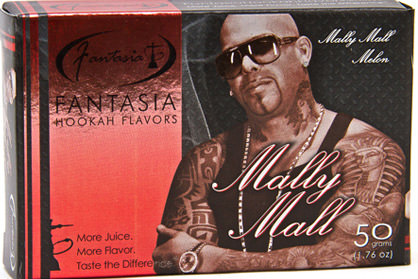 Fantasia
FANTASIA
HOOKAH FLAVORS
Mally Mall
Melon
Mally
Mall
More Juice.
More Flavor.
Taste the Difference
50
grams
(1.76 oz)